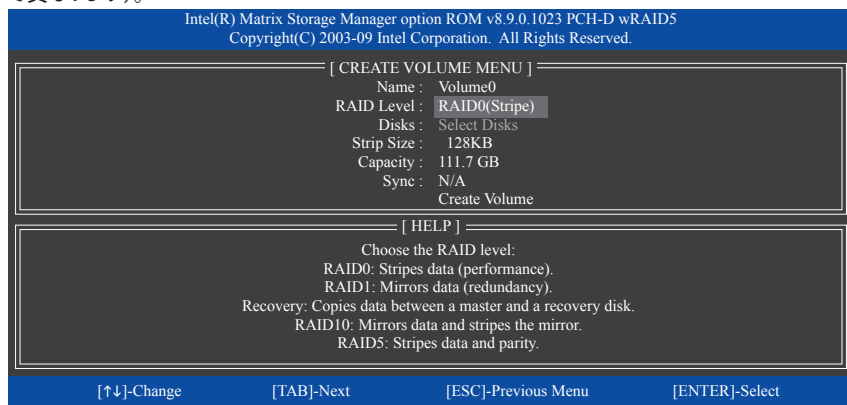 Intel(R) Matrix Storage Manager option ROM v8.9.0.1023 PCH-D wRAID5
Copyright(C) 2003-09 Intel Corporation. All Rights Reserved.
[ CREATE VOLUME MENU ]
Name : Volume0
RAID Level : RAID0(Stripe)
Disks : Select Disks
Strip Size : 128KB
Capacity : 111.7 GB
Sync : N/A
Create Volume
[ HELP ]
Choose the RAID level:
RAID0: Stripes data (performance).
RAID1: Mirrors data (redundancy).
Recovery: Copies data between a master and a recovery disk.
RAID10: Mirrors data and stripes the mirror.
RAID5: Stripes data and parity.
[↑↓]-Change [TAB]-Next [ESC]-Previous Menu [ENTER]-Select